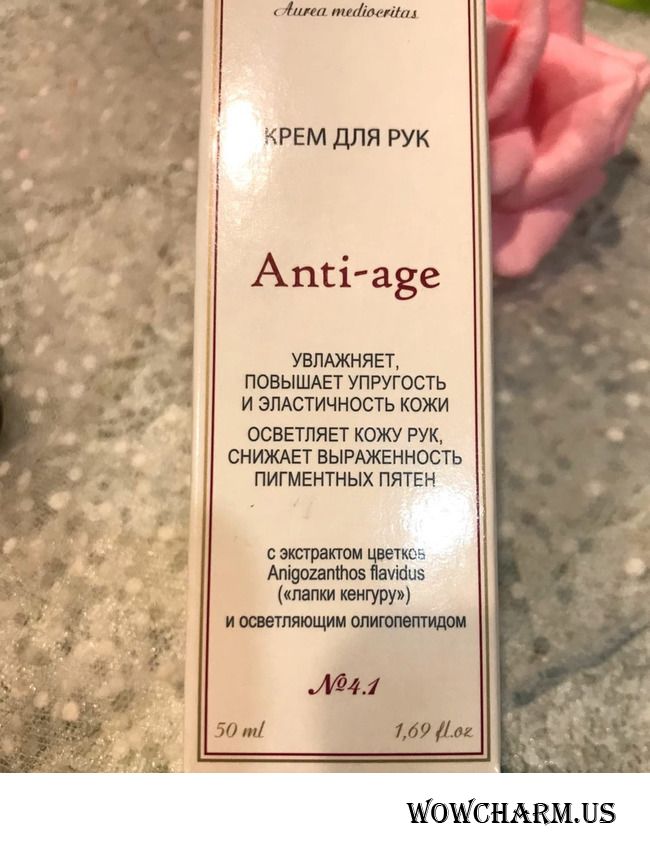 Aurea mediocritas
КРЕМ ДЛЯ РУК
Anti-age
УВЛАЖНЯЕТ,
ПОВЫШАЕТ УПРУГОСТЬ
И ЭЛАСТИЧНОСТЬ КОЖИ
ОСВЕТЛЯЕТ КОЖУ РУК,
СНИЖАЕТ ВЫРАЖЕННОСТЬ
ПИГМЕНТНЫХ ПЯТЕН
с экстрактом цветков
Anigozanthos flavidus
(«лапки кенгуру»)
и осветляющим олигопептидом
№4.1
50 ml 1,69 fl.oz
WOWCHARM.US